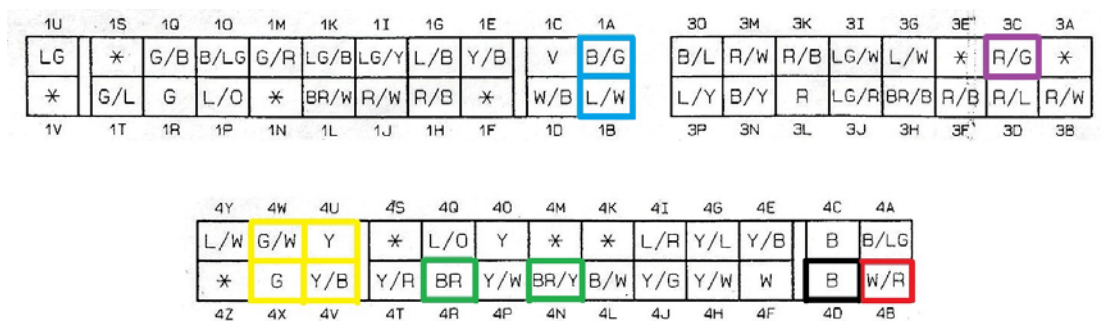 1U 1S 1Q 1O 1M 1K 1I 1G 1E 1C 1A
LG * G/B B/LG G/R LG/B LG/Y L/B Y/B V B/G
* G/L G L/O * BR/W R/W R/B * W/B L/W
1V 1T 1R 1P 1N 1L 1J 1H 1F 1D 1B
3O 3M 3K 3I 3G 3E 3C 3A
B/L R/W R/B LG/W L/W * R/G *
L/Y B/Y R LG/R BR/B R/B R/L R/W
3P 3N 3L 3J 3H 3F 3D 3B
4Y 4W 4U 4S 4Q 4O 4M 4K 4I 4G 4E 4C 4A
L/W G/W Y * L/O Y * * L/R Y/L Y/B B B/LG
* G Y/B Y/R BR Y/W BR/Y B/W Y/G Y/W W B W/R
4Z 4X 4V 4T 4R 4P 4N 4L 4J 4H 4F 4D 4B